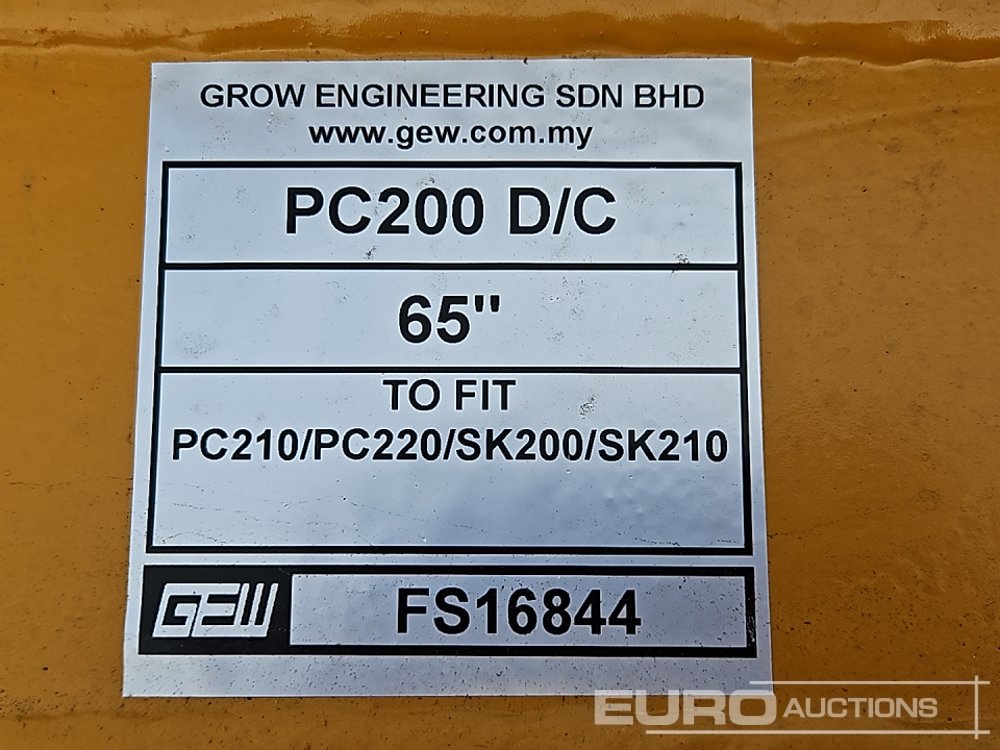 GROW ENGINEERING SDN BHD
www.gew.com.my
PC200 D/C
65"
TO FIT
PC210/PC220/SK200/SK210
GEW FS16844
EURO AUCTIONS